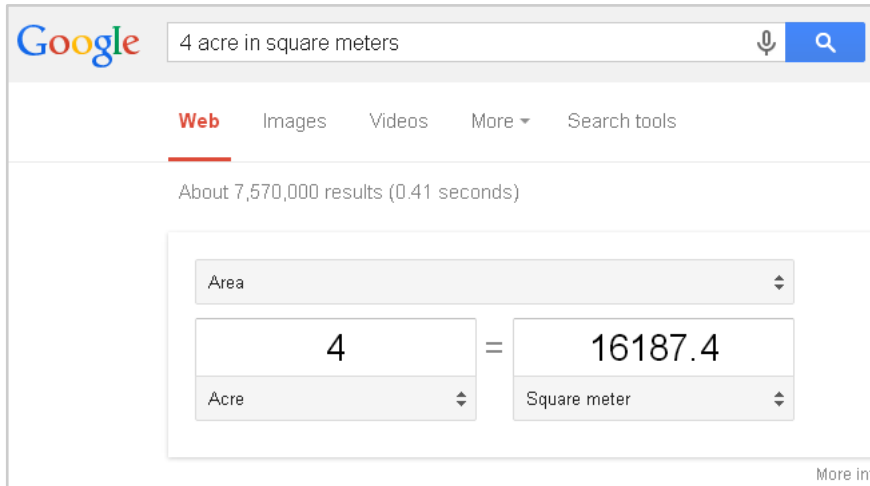 Google 4 acre in square meters
Web Images Videos More Search tools
About 7,570,000 results (0.41 seconds)
Area
4 = 16187.4
Acre Square meter
More